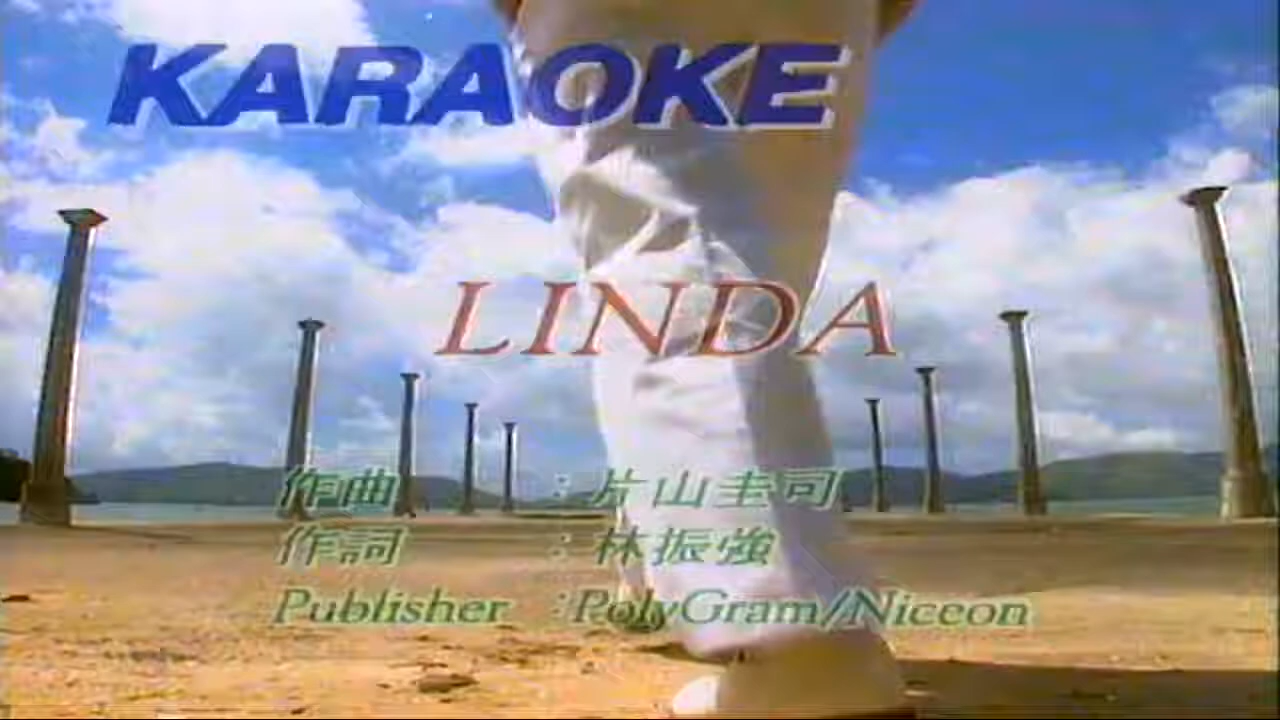 KARAOKE
LINDA
作曲 : 片山圭司
作詞 : 林振強
Publisher : PolyGram/Niceon